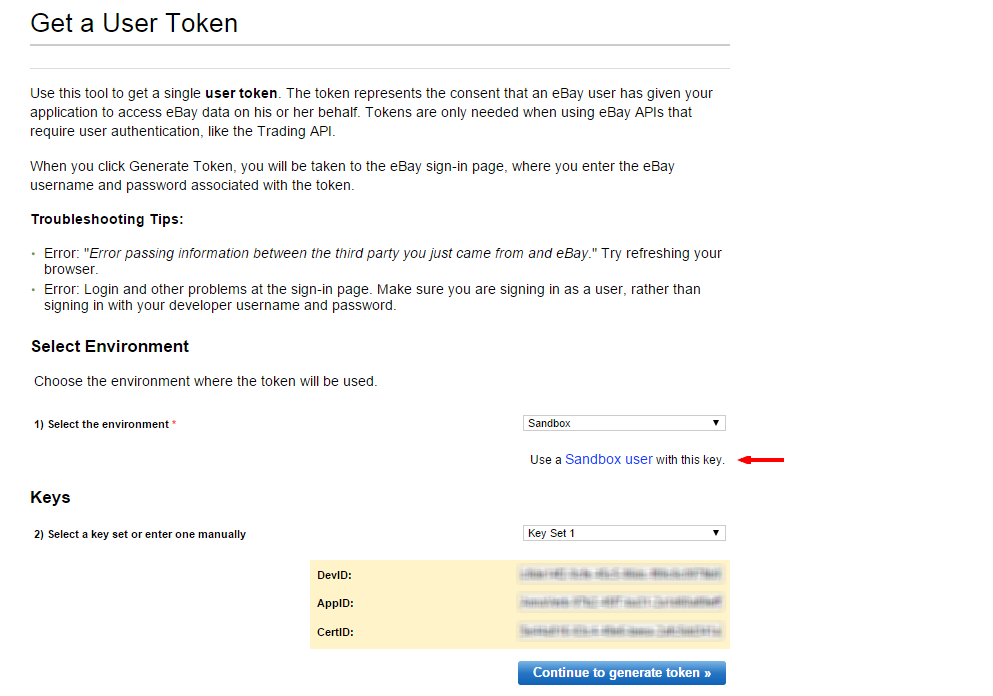 Get a User Token
Use this tool to get a single user token. The token represents the consent that an eBay user has given your
application to access eBay data on his or her behalf. Tokens are only needed when using eBay APIs that
require user authentication, like the Trading API.
When you click Generate Token, you will be taken to the eBay sign-in page, where you enter the eBay
username and password associated with the token.
Troubleshooting Tips:
Error: "Error passing information between the third party you just came from and eBay." Try refreshing your
browser.
Error: Login and other problems at the sign-in page. Make sure you are signing in as a user, rather than
signing in with your developer username and password.
Select Environment
Choose the environment where the token will be used.
1) Select the environment *
Sandbox
Use a Sandbox user with this key.
Keys
2) Select a key set or enter one manually
Key Set 1
DevID:
AppID:
CertID:
Continue to generate token »